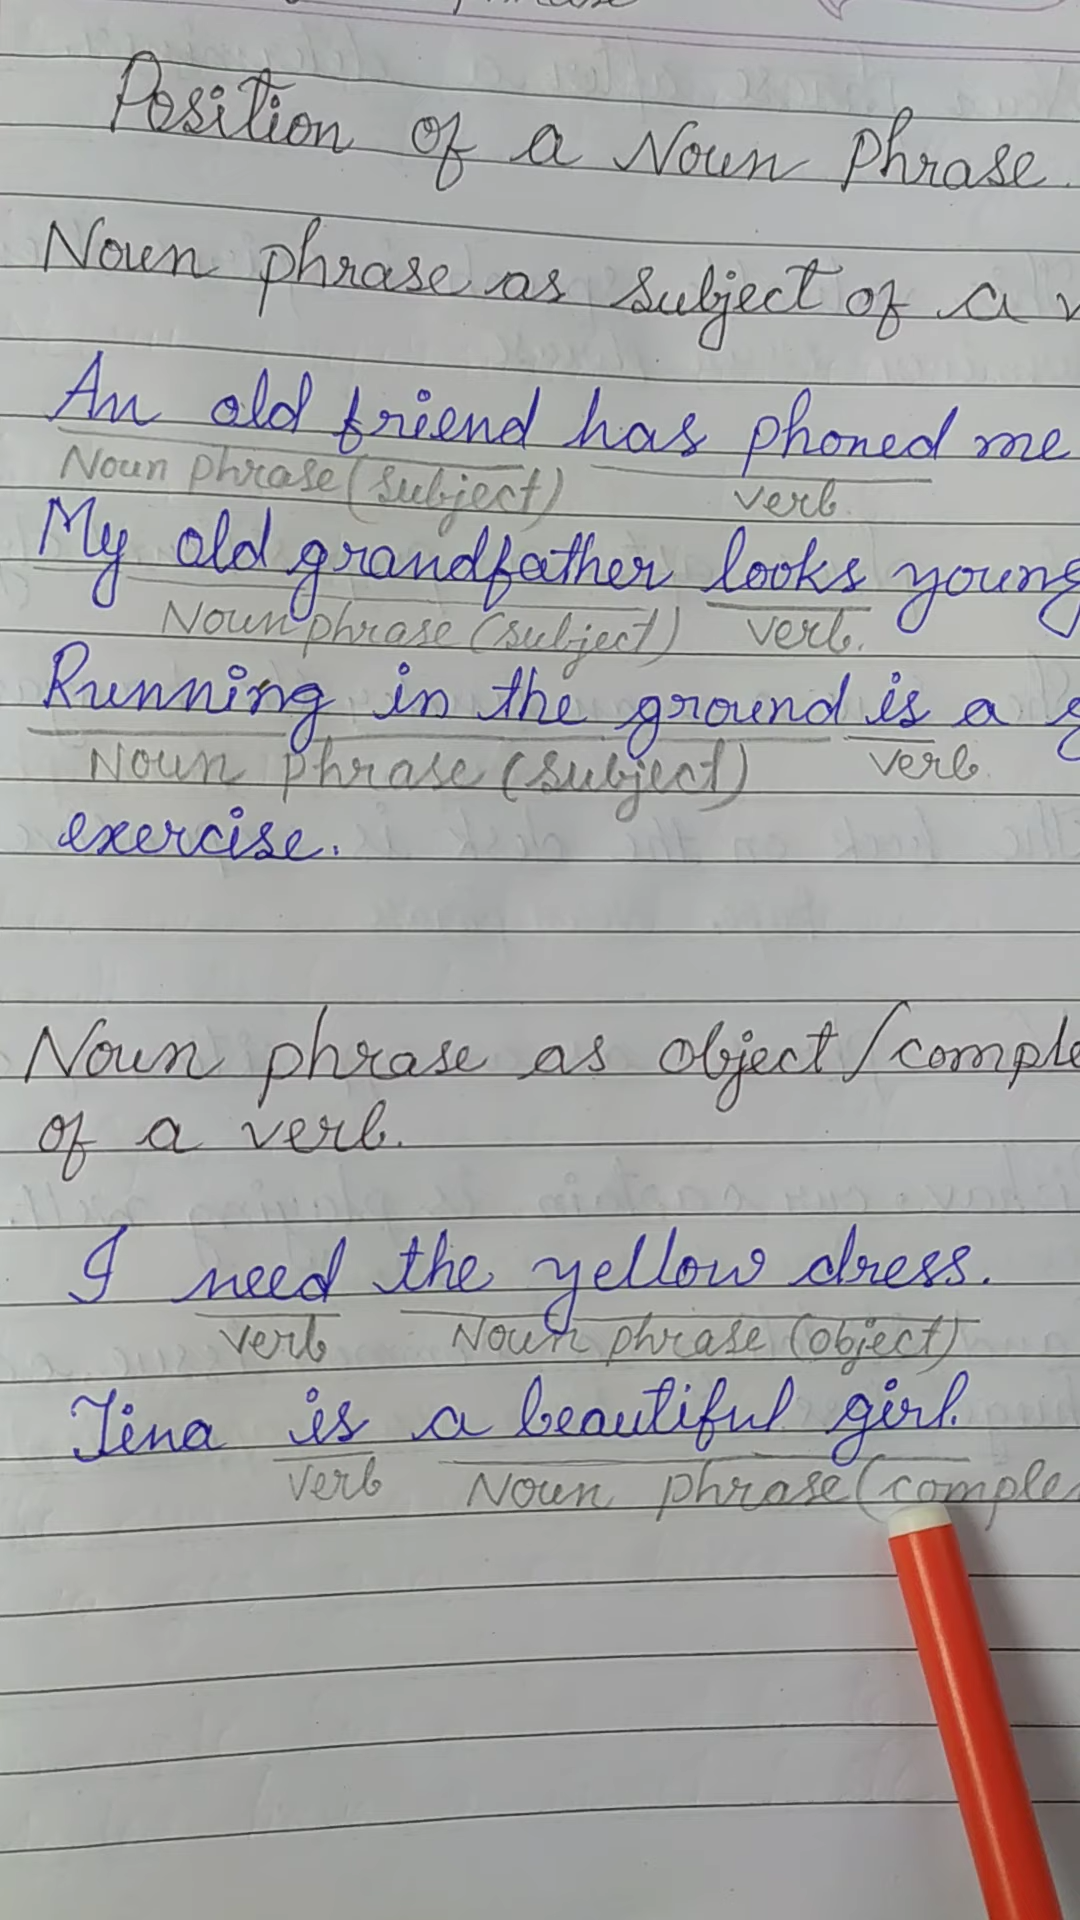 Position of a Noun Phrase.
Noun phrase as subject of a
An old friend has phoned me
Noun phrase (subject) verb.
My old grandfather looks young
Noun phrase (subject) verb.
Running in the ground is a
Noun phrase (subject) verb.
exercise.
Noun phrase as object/comple
of a verb.
I need the yellow dress.
verb Noun phrase (object)
Tina is a beautiful girl.
verb Noun phrase (comple